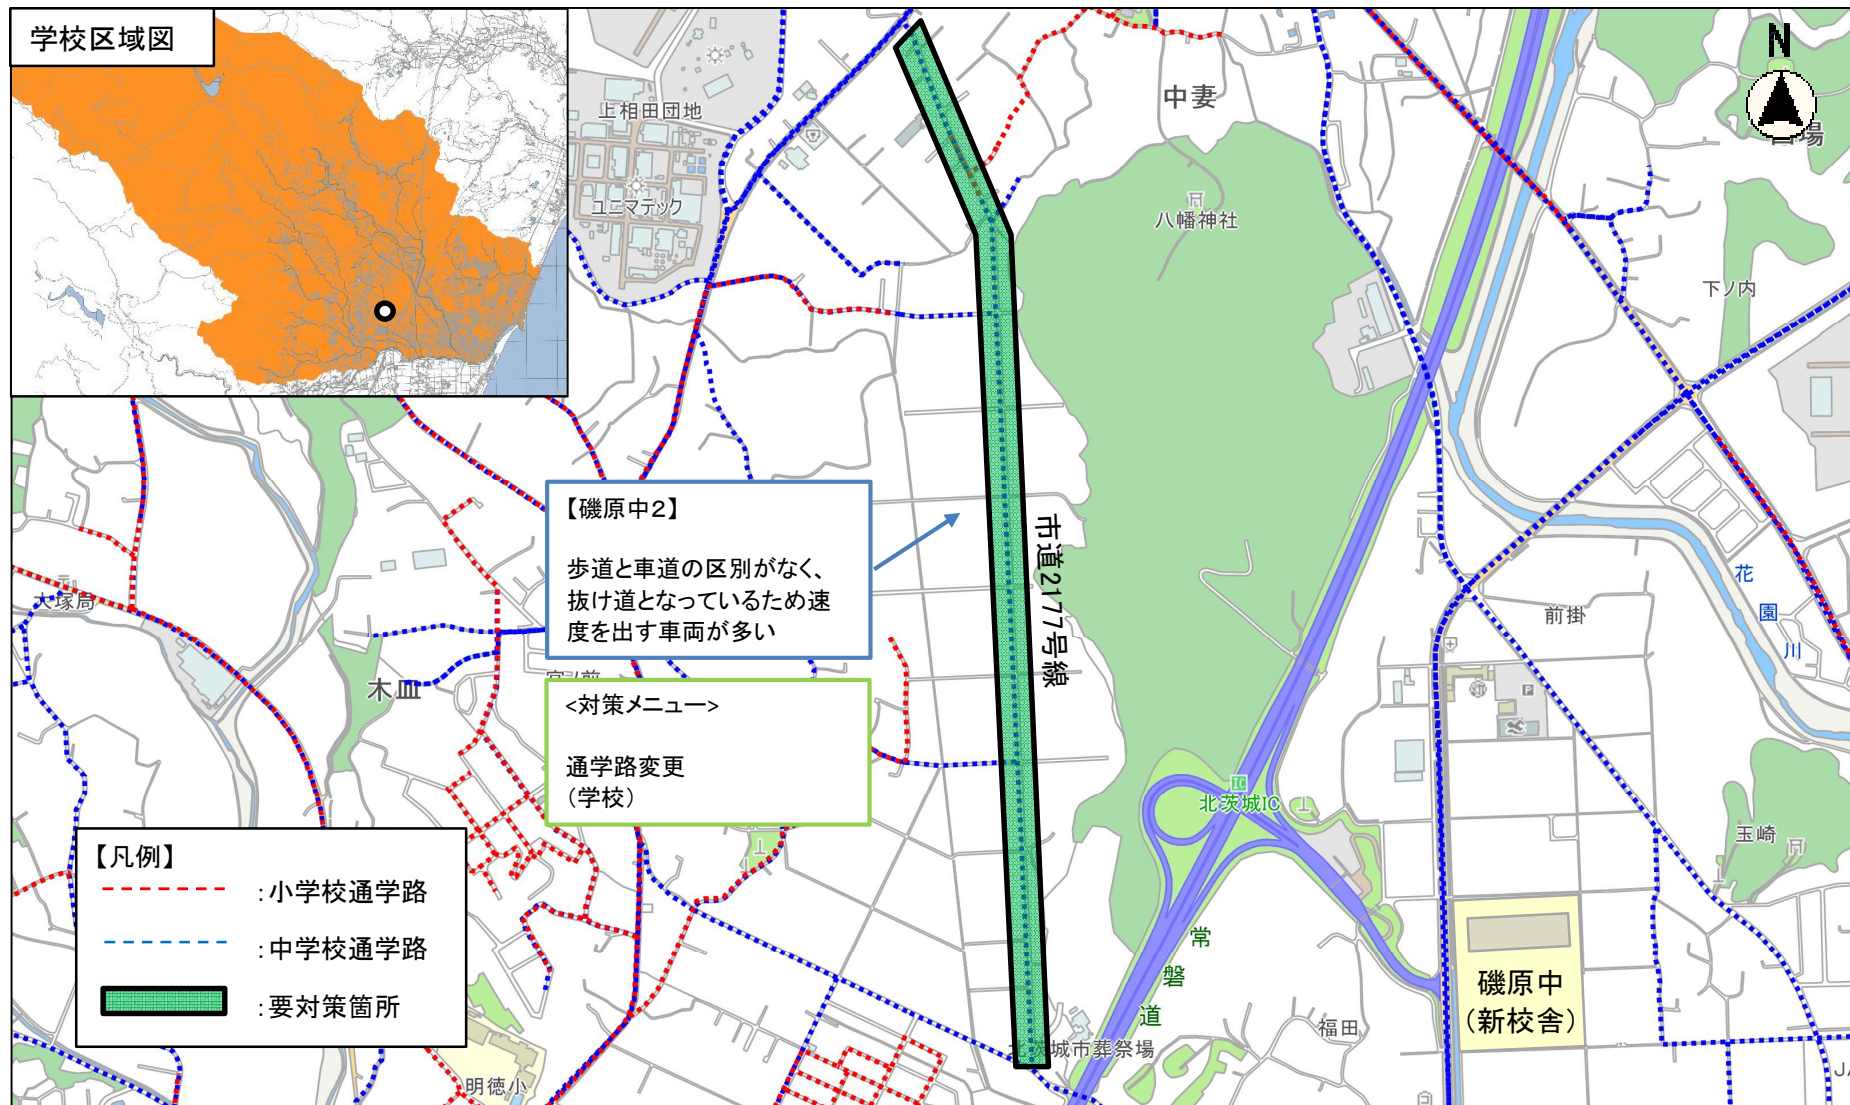 学校区域図
N
上相田団地
ユニマテック
中妻
八幡神社
下ノ内
【磯原中2】
歩道と車道の区別がなく、
抜け道となっているため速
度を出す車両が多い
市道2177号線
<対策メニュー>
通学路変更
(学校)
大塚局
木皿
前掛
花園川
P
IC
北茨城IC
玉崎
【凡例】
:小学校通学路
:中学校通学路
:要対策箇所
常磐道
磯原中
(新校舎)
福田
茨城市葬祭場
明徳小
JA